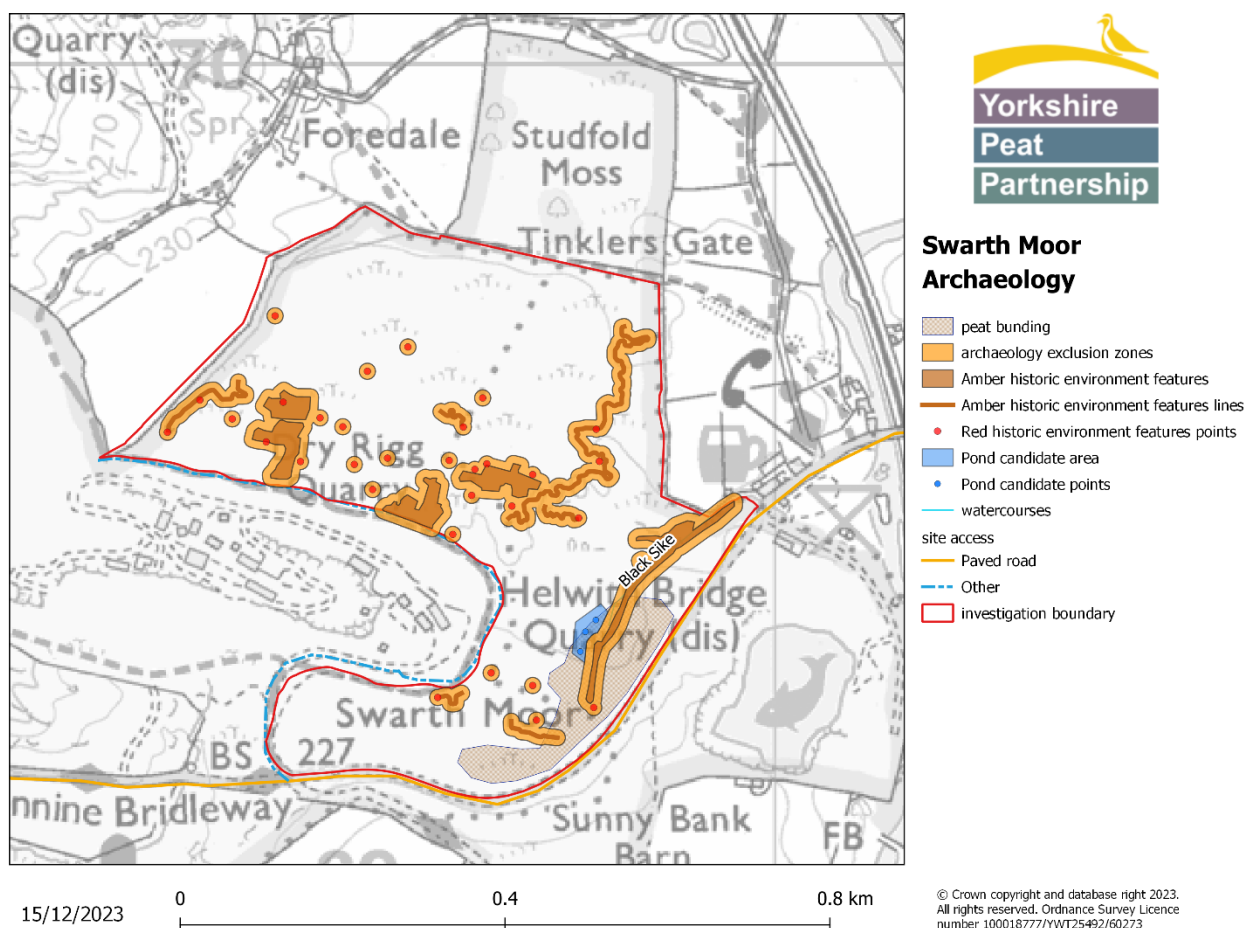 Quarry
(dis)
70
Spr
270
Foredale
Studfold
Moss
230
Tinklers Gate
Rigg
Quarry
Black Sike
Helwith Bridge
Quarry (dis)
Swarth Moor
BS
227
nnine Bridleway
Sunny Bank
Barn
FB
Yorkshire
Peat
Partnership
Swarth Moor
Archaeology
peat bunding
archaeology exclusion zones
Amber historic environment features
Amber historic environment features lines
Red historic environment features points
Pond candidate area
Pond candidate points
watercourses
site access
Paved road
Other
investigation boundary
15/12/2023
0
0.4
0.8 km
© Crown copyright and database right 2023.
All rights reserved. Ordnance Survey Licence
number 100018777/YWT25492/60273